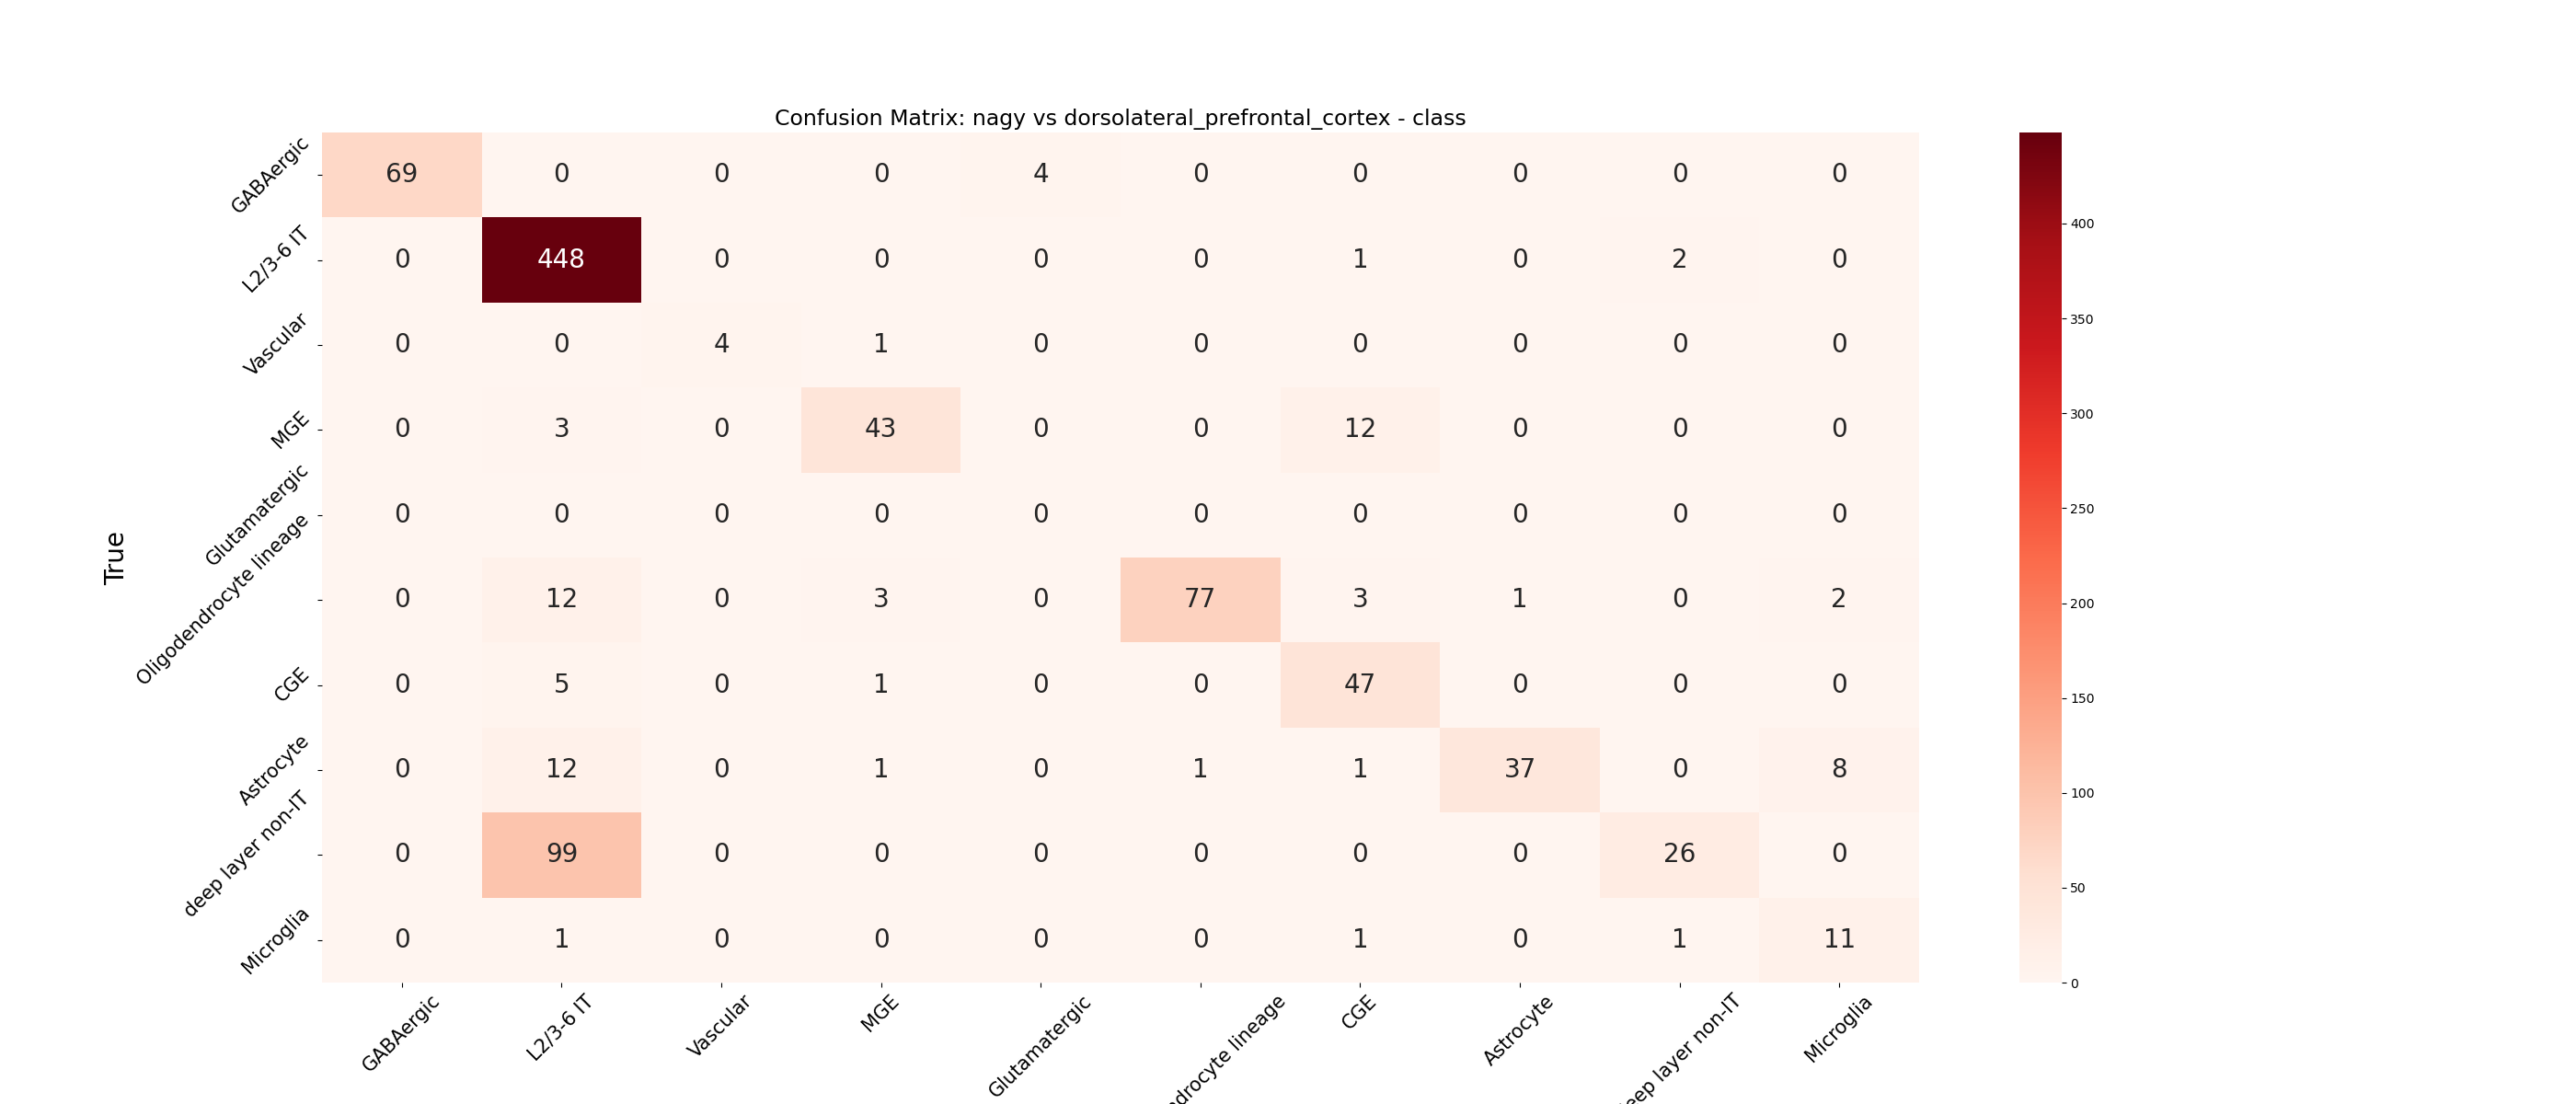 Confusion Matrix: nagy vs dorsolateral_prefrontal_cortex - class
True
GABAergic 69 0 0 0 4 0 0 0 0 0
L2/3-6 IT 0 448 0 0 0 0 1 0 2 0
Vascular 0 0 4 1 0 0 0 0 0 0
MGE 0 3 0 43 0 0 12 0 0 0
Glutamatergic 0 0 0 0 0 0 0 0 0 0
Oligodendrocyte lineage 0 12 0 3 0 77 3 1 0 2
CGE 0 5 0 1 0 0 47 0 0 0
Astrocyte 0 12 0 1 0 1 1 37 0 8
deep layer non-IT 0 99 0 0 0 0 0 0 26 0
Microglia 0 1 0 0 0 0 1 0 1 11
GABAergic
L2/3-6 IT
Vascular
MGE
Glutamatergic
drocyte lineage
CGE
Astrocyte
eep layer non-IT
Microglia
400
350
300
250
200
150
100
50
0